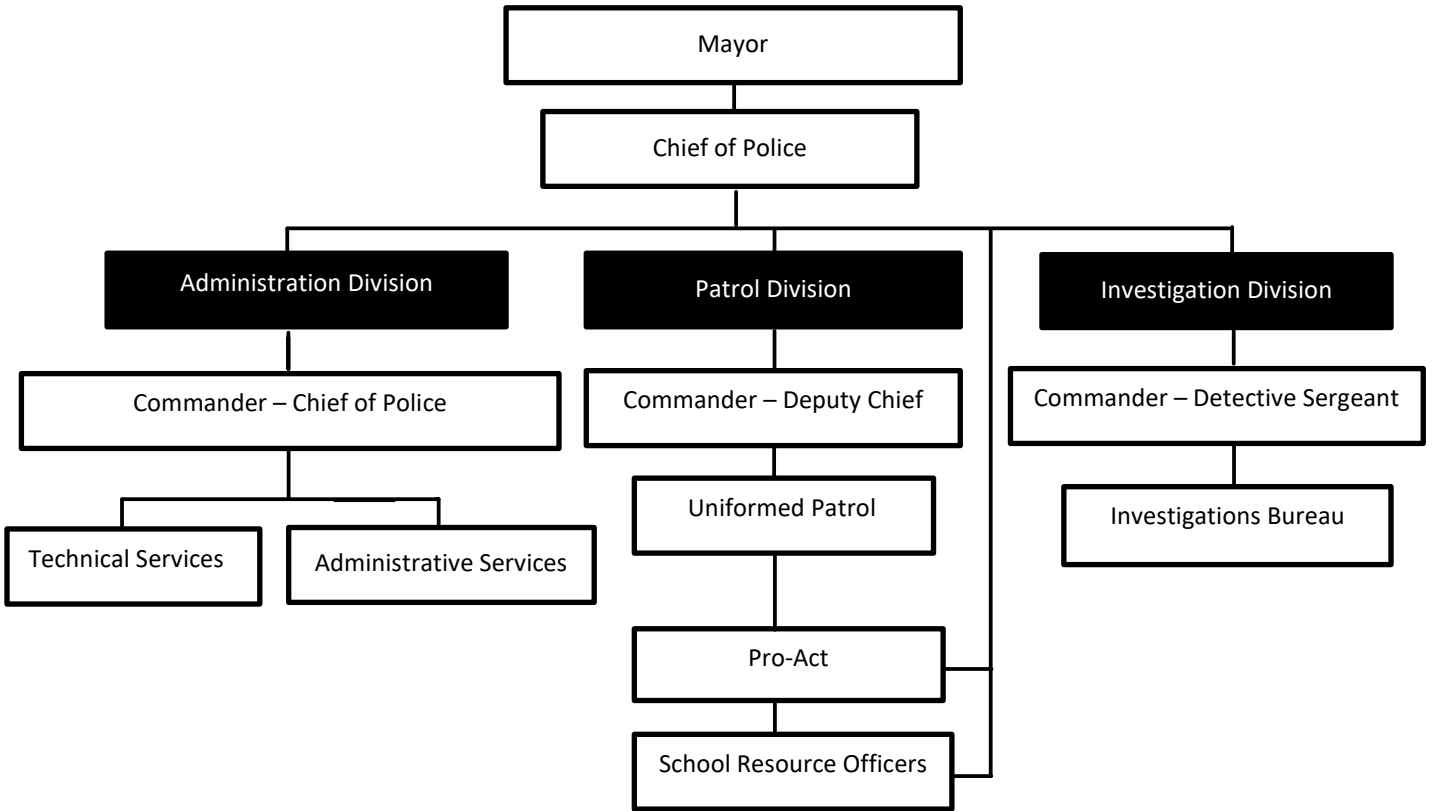 Mayor
Chief of Police
Administration Division
Patrol Division
Investigation Division
Commander – Chief of Police
Commander – Deputy Chief
Commander – Detective Sergeant
Technical Services
Administrative Services
Uniformed Patrol
Investigations Bureau
Pro-Act
School Resource Officers